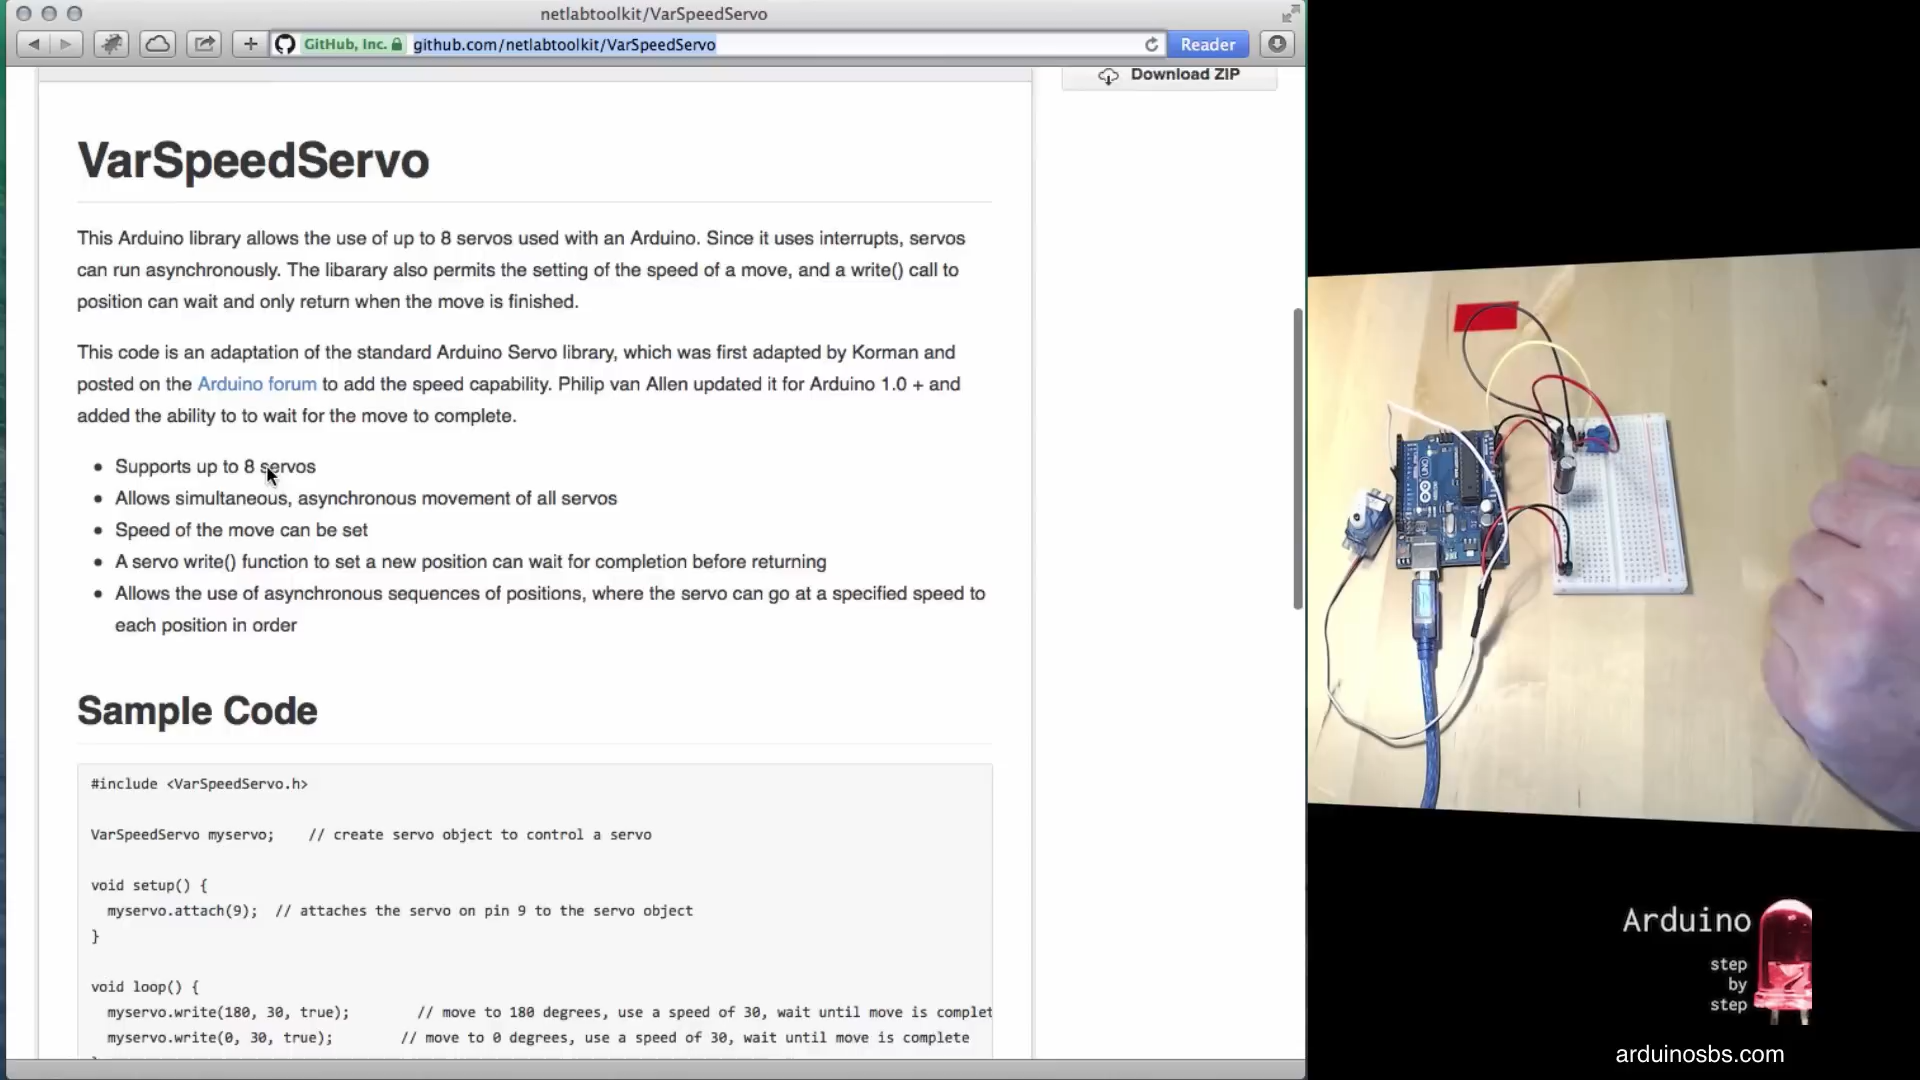 netlabtoolkit/VarSpeedServo
GitHub, Inc. github.com/netlabtoolkit/VarSpeedServo Reader
Download ZIP
VarSpeedServo
This Arduino library allows the use of up to 8 servos used with an Arduino. Since it uses interrupts, servos
can run asynchronously. The libarary also permits the setting of the speed of a move, and a write() call to
position can wait and only return when the move is finished.
This code is an adaptation of the standard Arduino Servo library, which was first adapted by Korman and
posted on the Arduino forum to add the speed capability. Philip van Allen updated it for Arduino 1.0 + and
added the ability to to wait for the move to complete.
• Supports up to 8 servos
• Allows simultaneous, asynchronous movement of all servos
• Speed of the move can be set
• A servo write() function to set a new position can wait for completion before returning
• Allows the use of asynchronous sequences of positions, where the servo can go at a specified speed to
each position in order
Sample Code
#include <VarSpeedServo.h>
VarSpeedServo myservo;    // create servo object to control a servo
void setup() {
  myservo.attach(9);  // attaches the servo on pin 9 to the servo object
}
void loop() {
  myservo.write(180, 30, true);        // move to 180 degrees, use a speed of 30, wait until move is complet
  myservo.write(0, 30, true);        // move to 0 degrees, use a speed of 30, wait until move is complete
UNO
Arduino
step
by
step
arduinosbs.com